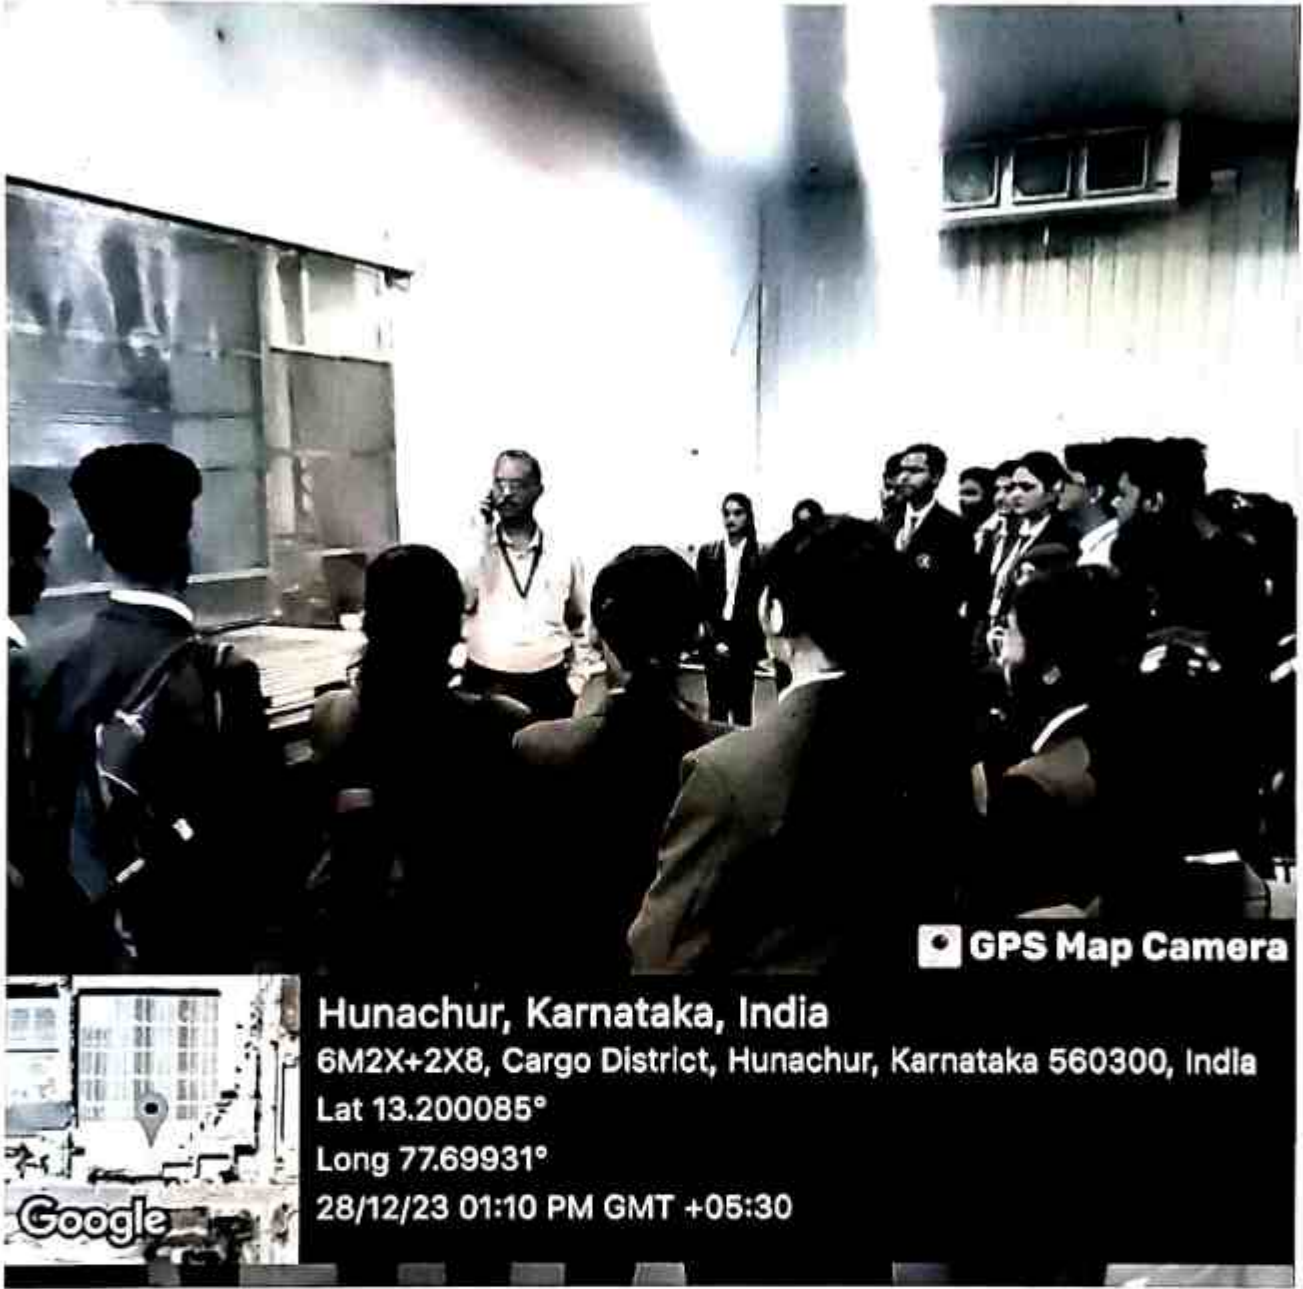 GPS Map Camera
Hunachur, Karnataka, India
6M2X+2X8, Cargo District, Hunachur, Karnataka 560300, India
Lat 13.200085°
Long 77.69931°
28/12/23 01:10 PM GMT +05:30
Google